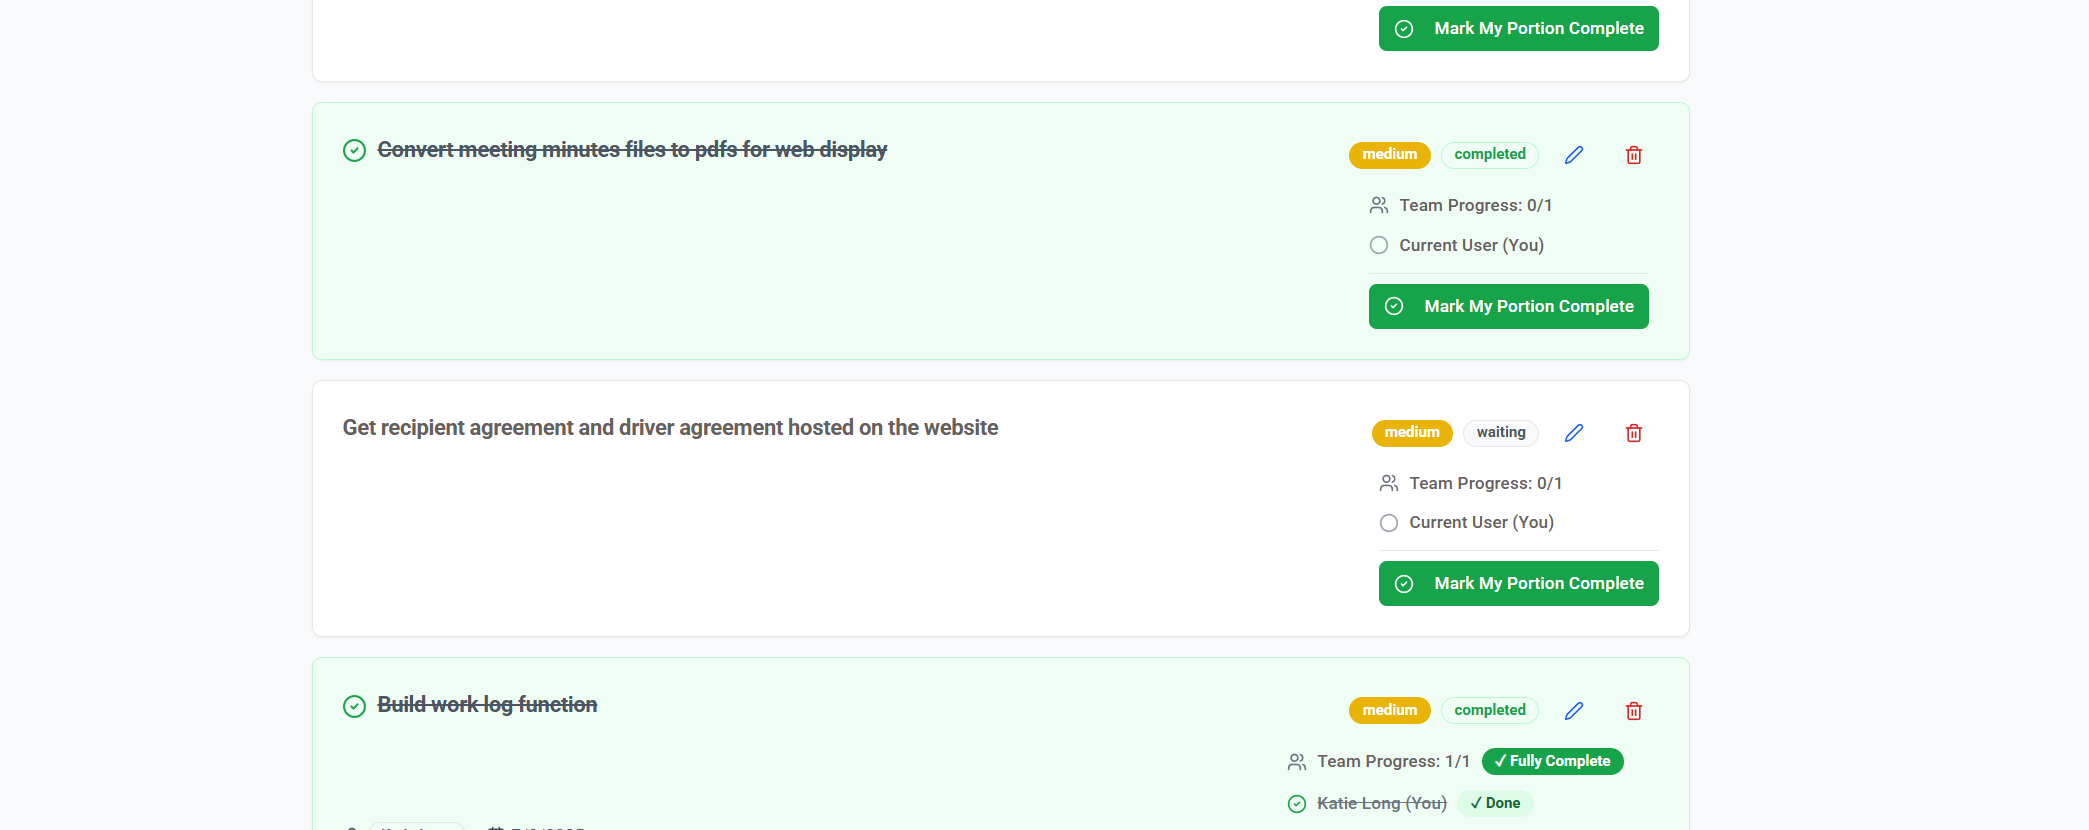 Mark My Portion Complete
Convert meeting minutes files to pdfs for web display
medium completed
Team Progress: 0/1
Current User (You)
Mark My Portion Complete
Get recipient agreement and driver agreement hosted on the website
medium waiting
Team Progress: 0/1
Current User (You)
Mark My Portion Complete
Build work log function
medium completed
Team Progress: 1/1 ✓ Fully Complete
Katie Long (You) ✓ Done